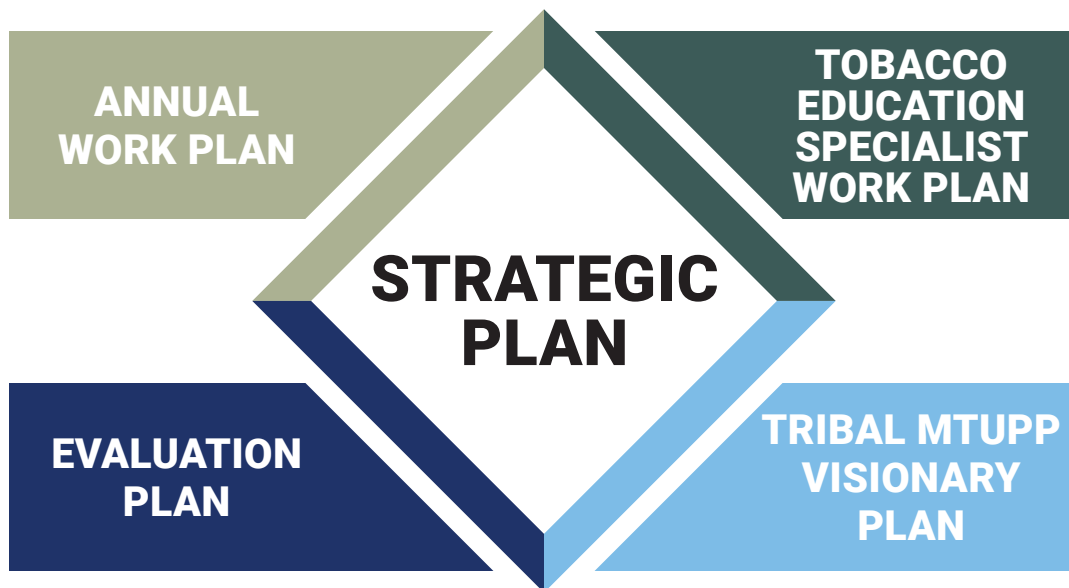 ANNUAL
WORK PLAN
TOBACCO
EDUCATION
SPECIALIST
WORK PLAN
STRATEGIC
PLAN
EVALUATION
PLAN
TRIBAL MTUPP
VISIONARY
PLAN